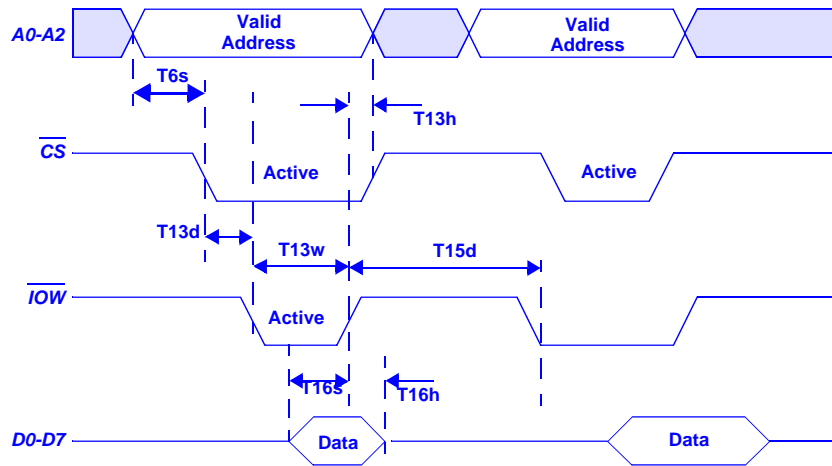 A0-A2
Valid
Address
Valid
Address
T6s
T13h
CS
Active
Active
T13d
T13w
T15d
IOW
Active
T16s
T16h
D0-D7
Data
Data